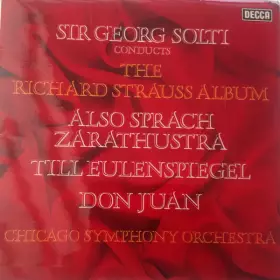 DECCA
SIR GEORG SOLTI
CONDUCTS
THE
RICHARD STRAUSS ALBUM
ALSO SPRACH
ZARATHUSTRA
TILL EULENSPIEGEL
DON JUAN
CHICAGO SYMPHONY ORCHESTRA